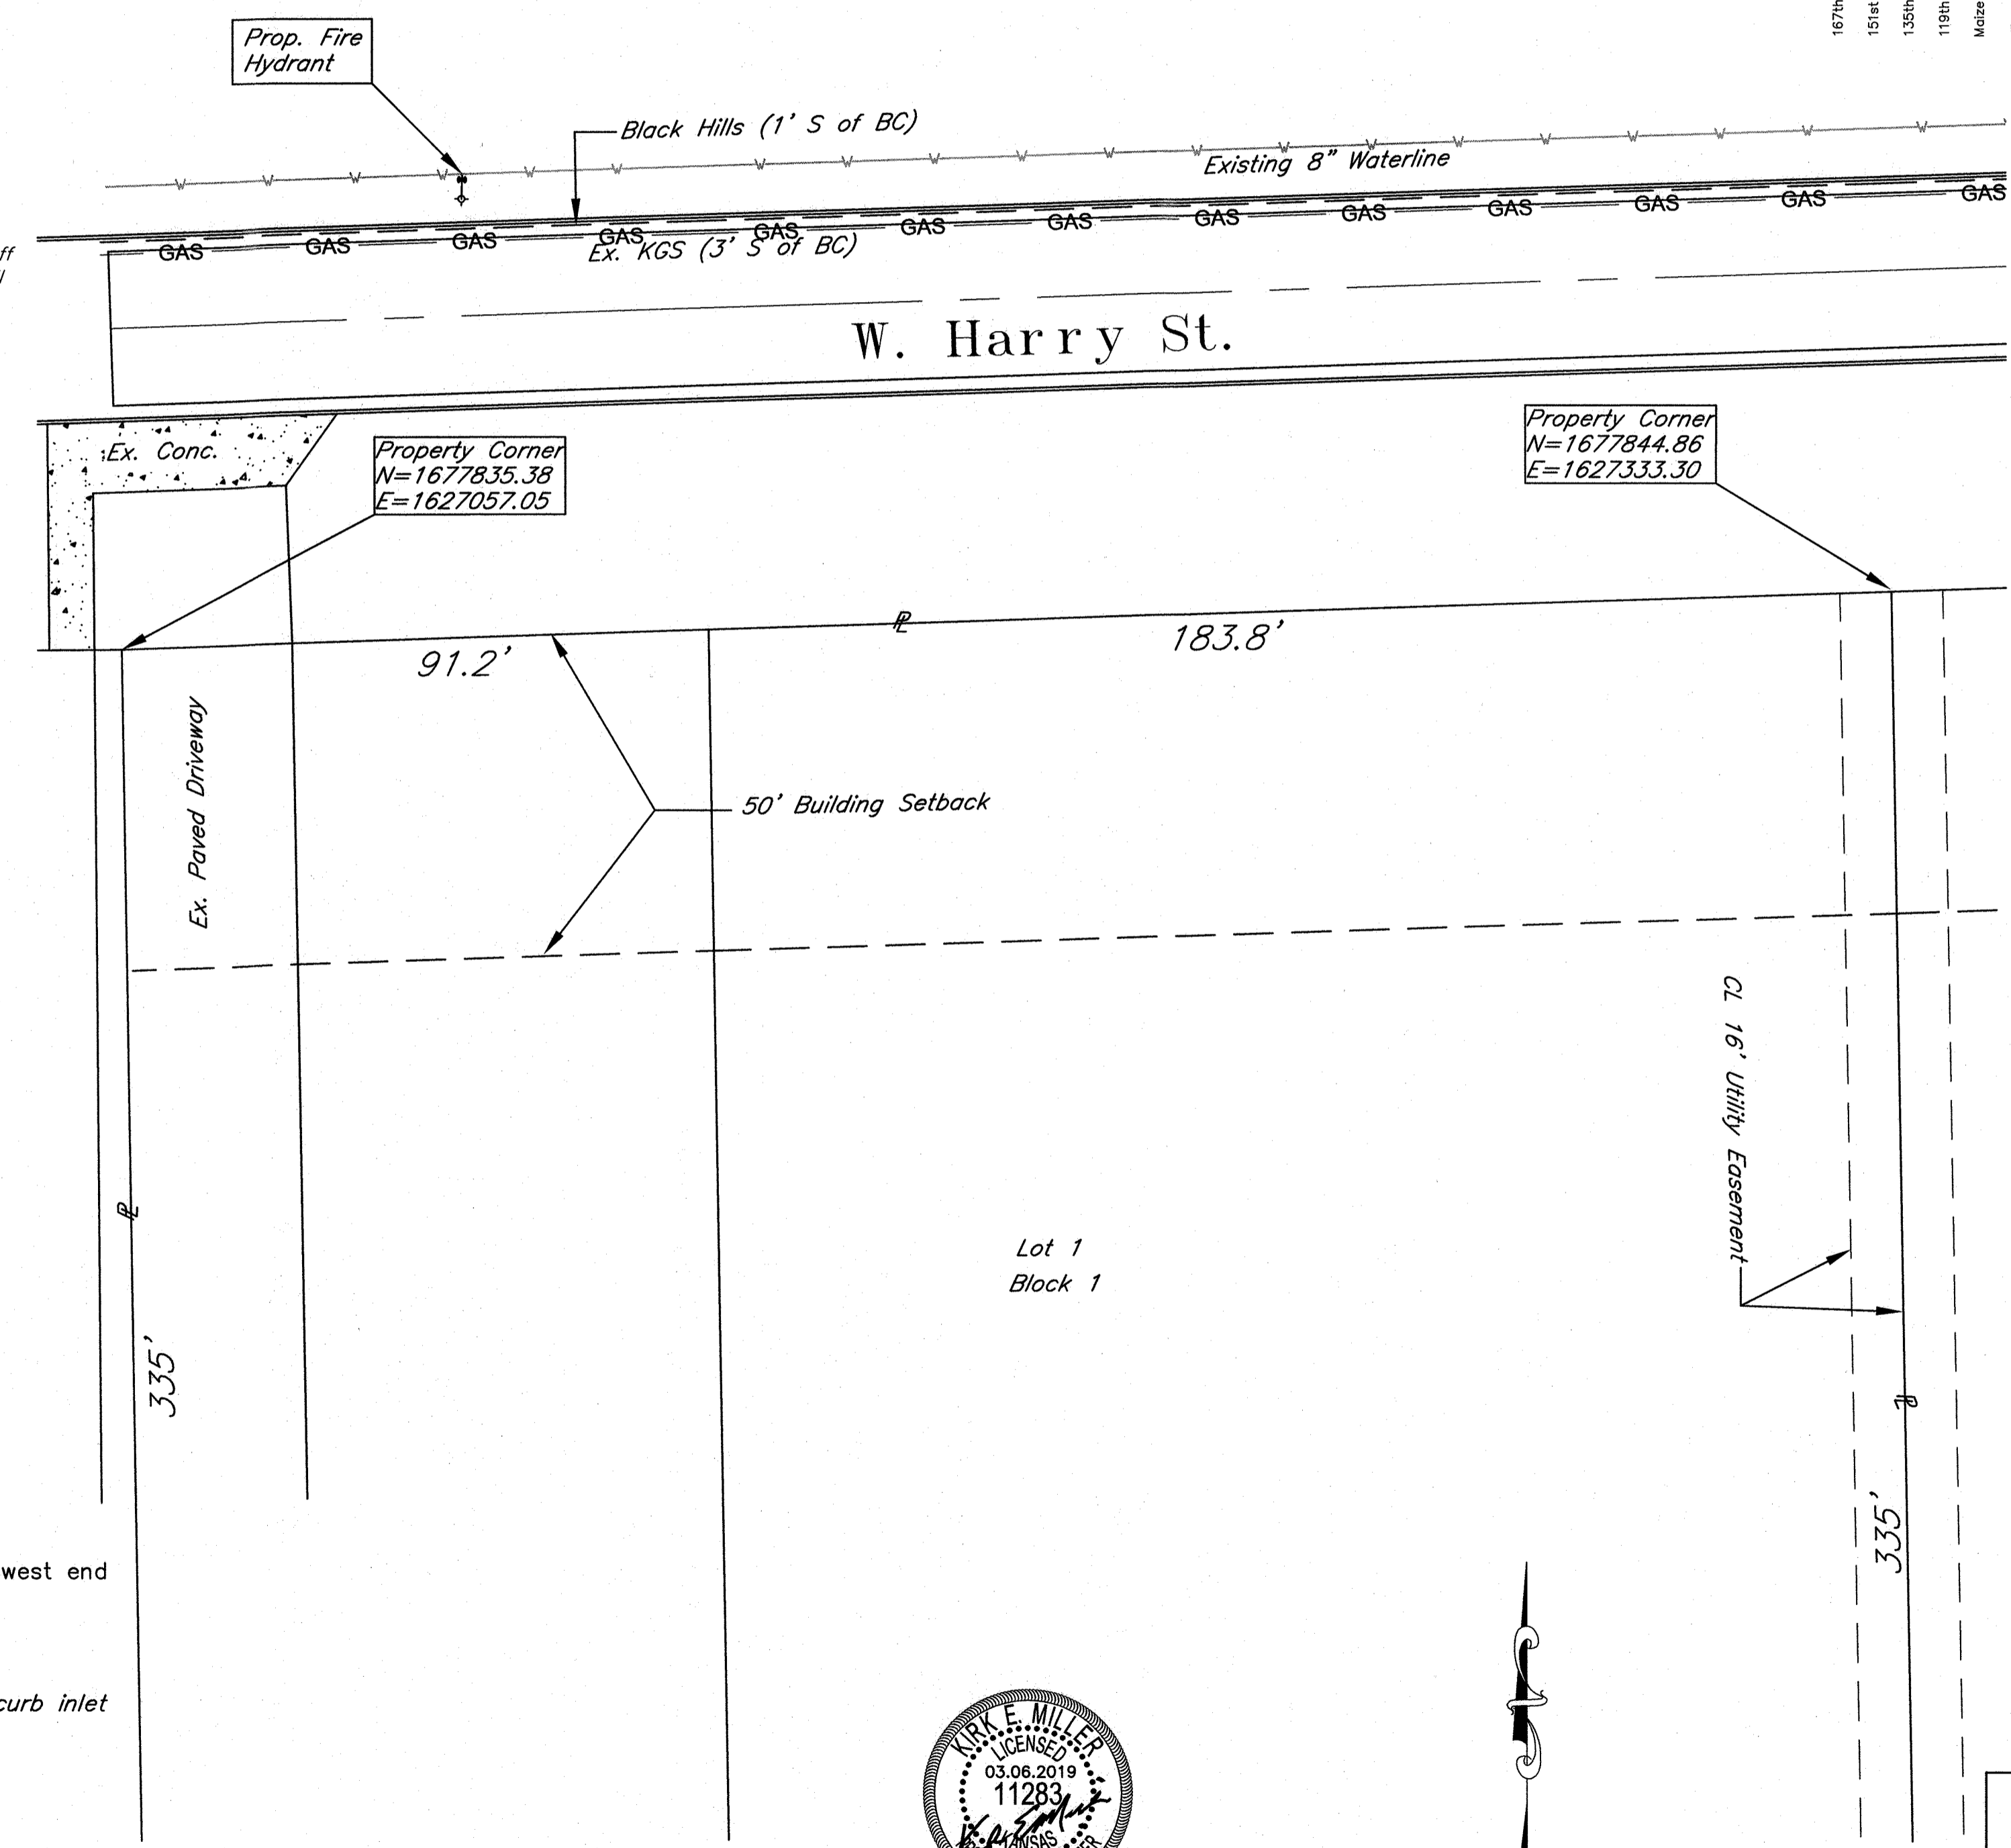 167th
151st
135th
119th
Maize
Prop. Fire
Hydrant
Black Hills (1' S of BC)
W W W W W W W W W W W W W W W W W W W
Existing 8" Waterline
GAS GAS GAS GAS GAS GAS GAS GAS GAS GAS GAS GAS GAS
Ex. KGS (3' S of BC)
W. Harry St.
Ex. Conc.
Property Corner
N=1677835.38
E=1627057.05
Property Corner
N=1677844.86
E=1627333.30
PL
91.2'
183.8'
Ex. Paved Driveway
50' Building Setback
CL 16' Utility Easement
PL
Lot 1
Block 1
335'
PL
335'
west end
curb inlet
KIRK E. MILLER
LICENSED
03.06.2019
11283
KANSAS